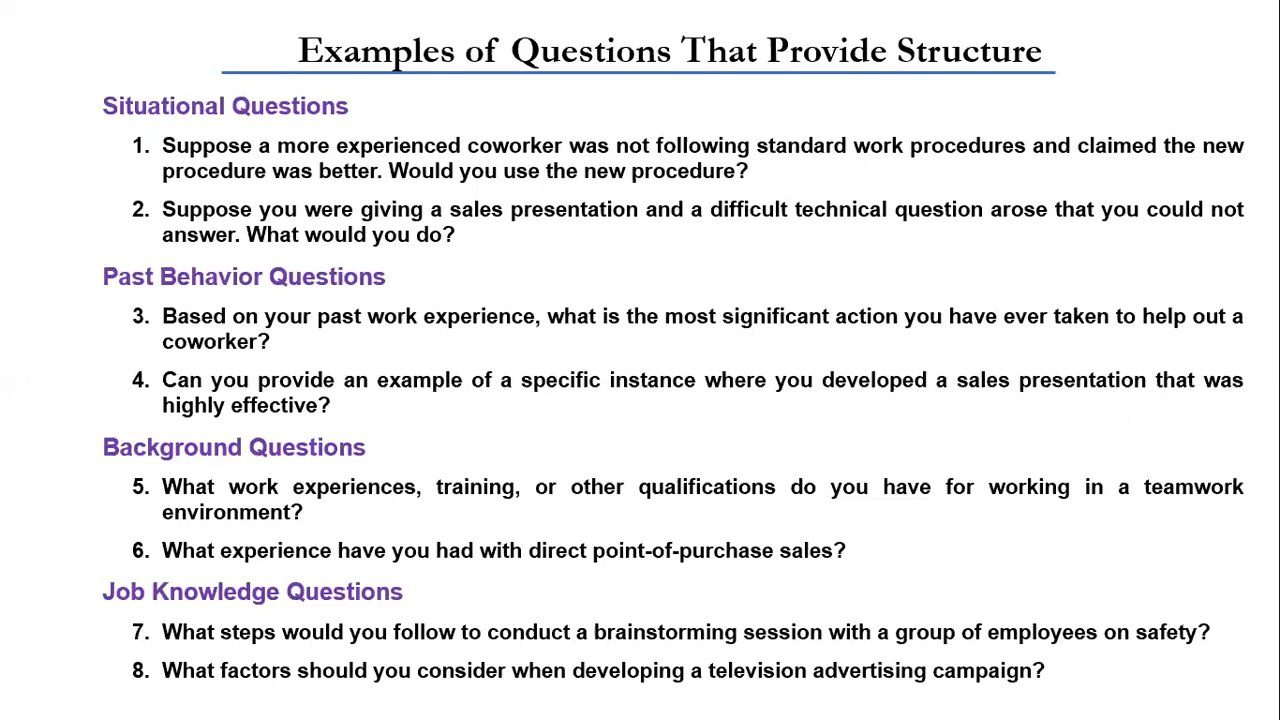 Examples of Questions That Provide Structure
Situational Questions
1. Suppose a more experienced coworker was not following standard work procedures and claimed the new
procedure was better. Would you use the new procedure?
2. Suppose you were giving a sales presentation and a difficult technical question arose that you could not
answer. What would you do?
Past Behavior Questions
3. Based on your past work experience, what is the most significant action you have ever taken to help out a
coworker?
4. Can you provide an example of a specific instance where you developed a sales presentation that was
highly effective?
Background Questions
5. What work experiences, training, or other qualifications do you have for working in a teamwork
environment?
6. What experience have you had with direct point-of-purchase sales?
Job Knowledge Questions
7. What steps would you follow to conduct a brainstorming session with a group of employees on safety?
8. What factors should you consider when developing a television advertising campaign?